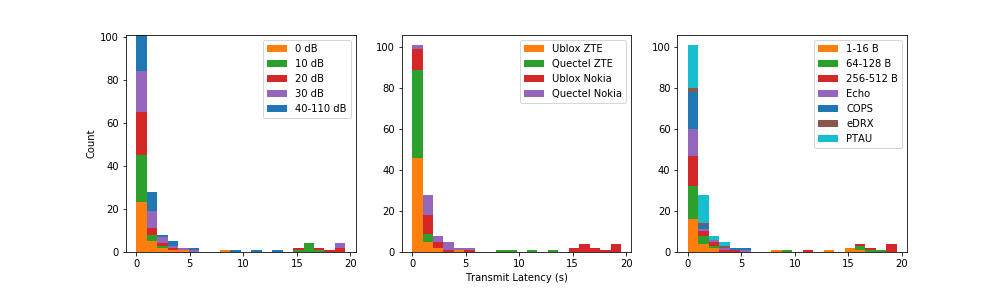 Count
100
80
60
40
20
0
0 5 10 15 20
0 dB
10 dB
20 dB
30 dB
40-110 dB
100
80
60
40
20
0
0 5 10 15 20
Transmit Latency (s)
Ublox ZTE
Quectel ZTE
Ublox Nokia
Quectel Nokia
100
80
60
40
20
0
0 5 10 15 20
1-16 B
64-128 B
256-512 B
Echo
COPS
eDRX
PTAU